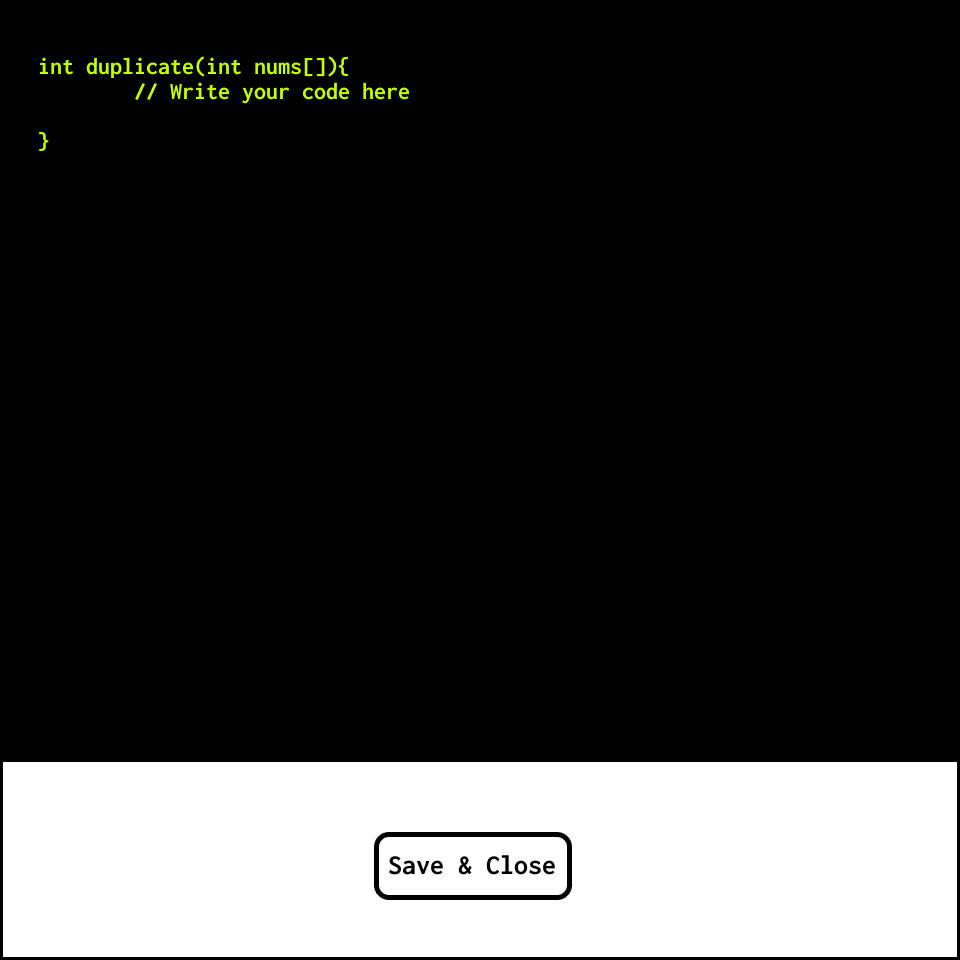 int duplicate(int nums[]){
// Write your code here
}
Save & Close